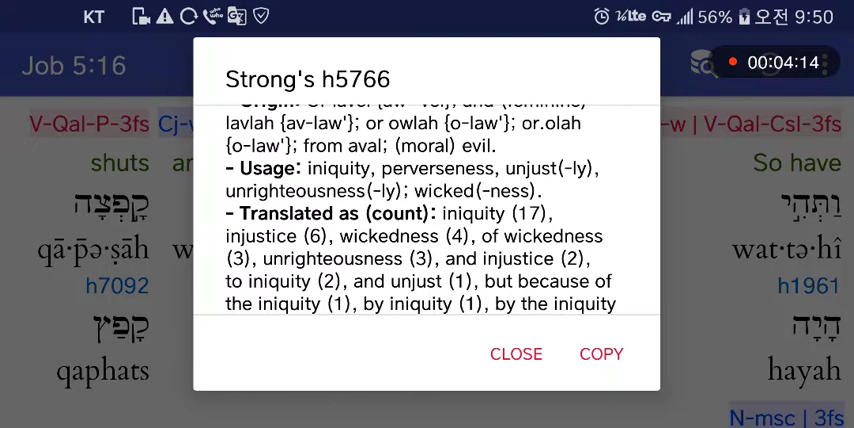 KT
56% 오전 9:50
Job 5:16
00:04:14
Strong's h5766
lavlah {av-law'}; or owlah {o-law'}; or.olah
{o-law'}; from aval; (moral) evil.
- Usage: iniquity, perverseness, unjust(-ly),
unrighteousness(-ly); wicked(-ness).
- Translated as (count): iniquity (17),
injustice (6), wickedness (4), of wickedness
(3), unrighteousness (3), and injustice (2),
to iniquity (2), and unjust (1), but because of
the iniquity (1), by iniquity (1), by the iniquity
CLOSE COPY
V-Qal-P-3fs
shuts
קָ֥פְצָה
qā·p̄ə·ṣāh
h7092
קָפַץ
qaphats
-w | V-Qal-CsI-3fs
So have
וַתְּהִ֣י
wat·tə·hî
h1961
הָיָה
hayah
N-msc | 3fs